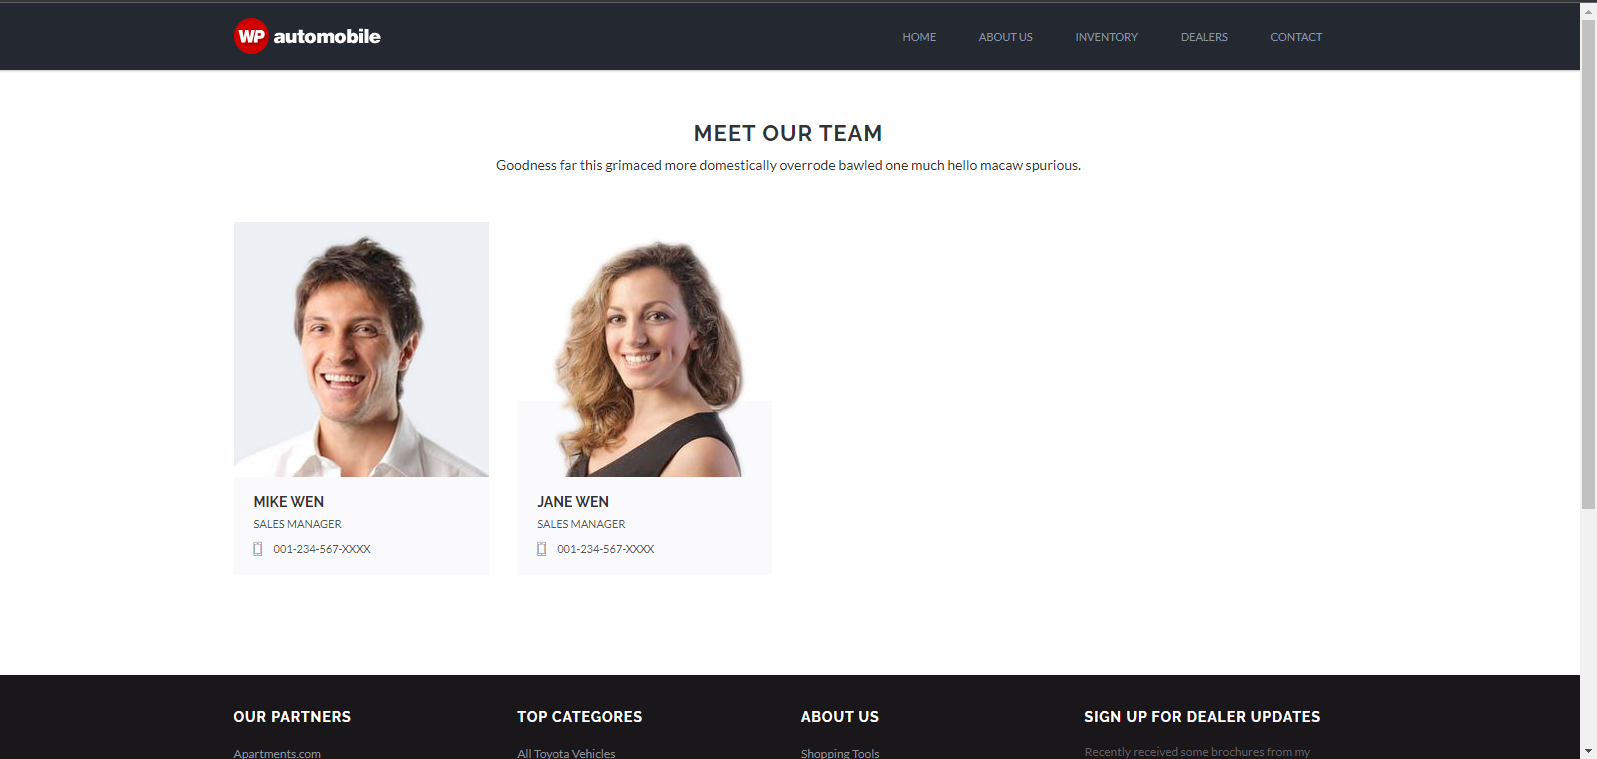 WP automobile
HOME ABOUT US INVENTORY DEALERS CONTACT
MEET OUR TEAM
Goodness far this grimaced more domestically overrode bawled one much hello macaw spurious.
MIKE WEN
SALES MANAGER
001-234-567-XXXX
JANE WEN
SALES MANAGER
001-234-567-XXXX
OUR PARTNERS
Apartments.com
TOP CATEGORES
All Toyota Vehicles
ABOUT US
Shopping Tools
SIGN UP FOR DEALER UPDATES
Recently received some brochures from my